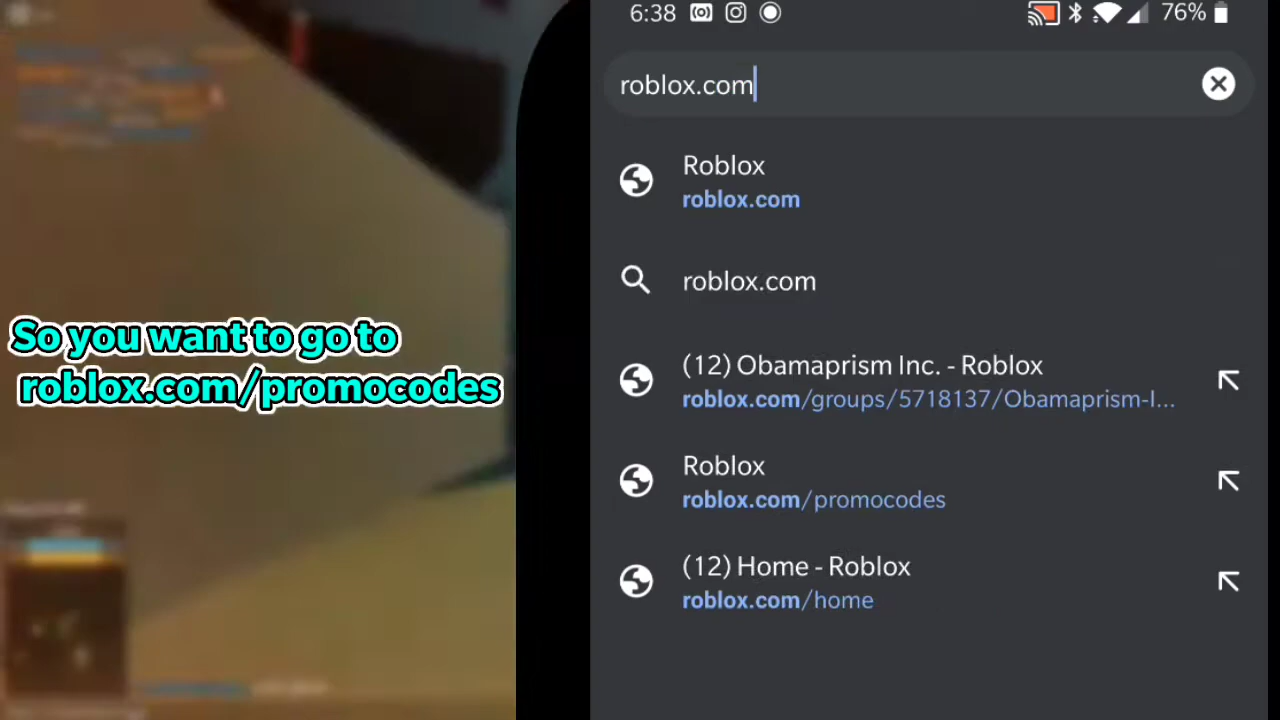 So you want to go to
roblox.com/promocodes
6:38
76%
roblox.com
Roblox
roblox.com
roblox.com
(12) Obamaprism Inc. - Roblox
roblox.com/groups/5718137/Obamaprism-I...
Roblox
roblox.com/promocodes
(12) Home - Roblox
roblox.com/home